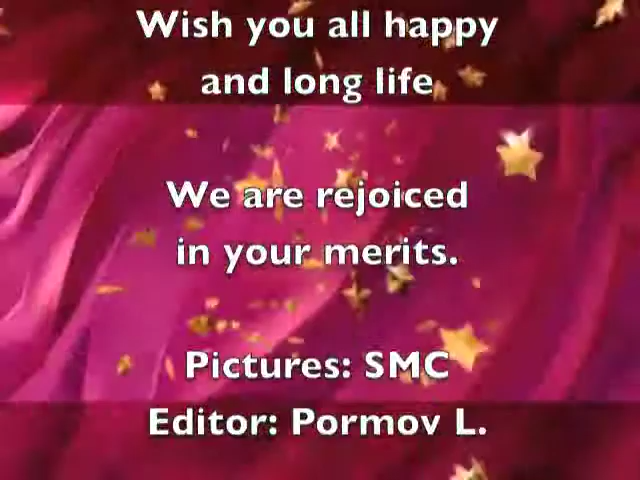 Wish you all happy
and long life
We are rejoiced
in your merits.
Pictures: SMC
Editor: Pormov L.